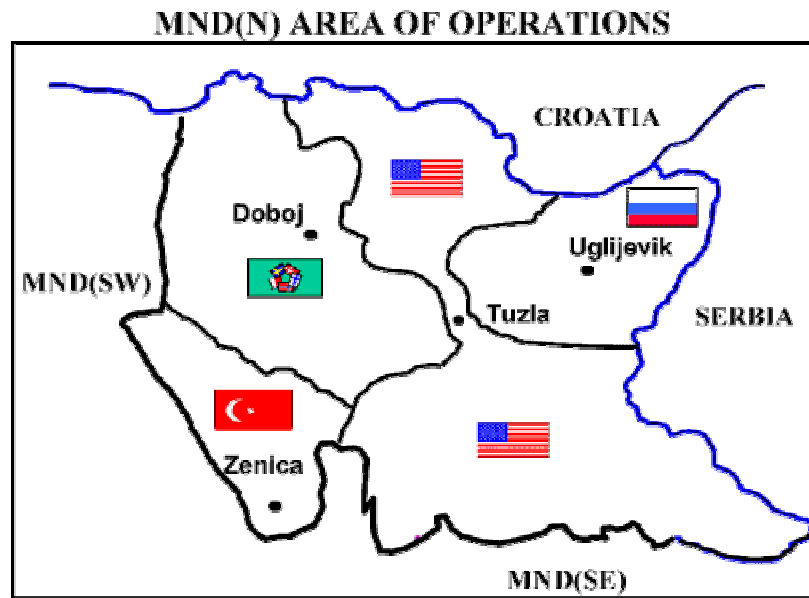 MND(N) AREA OF OPERATIONS
CROATIA
Doboj
Uglijevik
MND(SW)
Tuzla
SERBIA
Zenica
MND(SE)